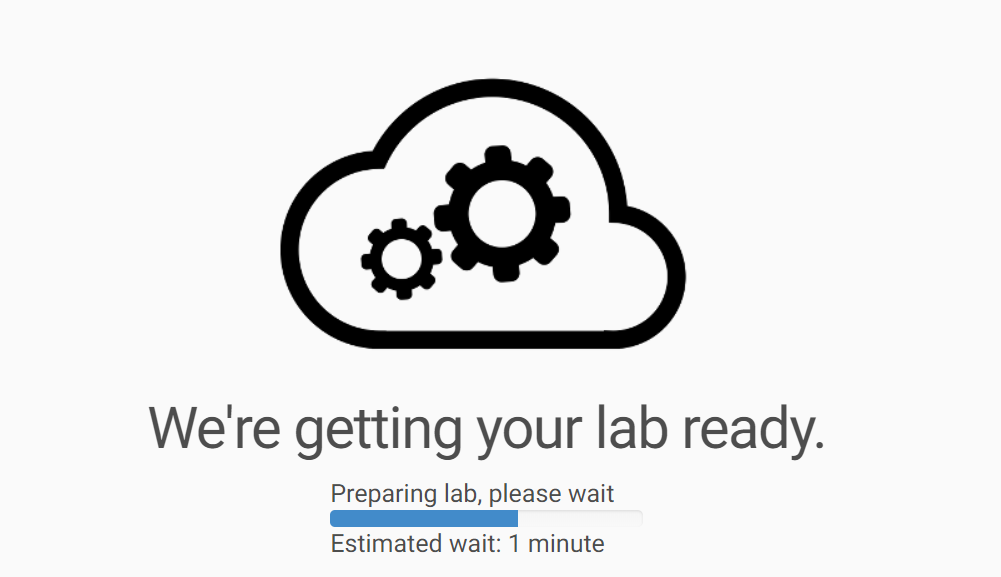 We're getting your lab ready.
Preparing lab, please wait
Estimated wait: 1 minute